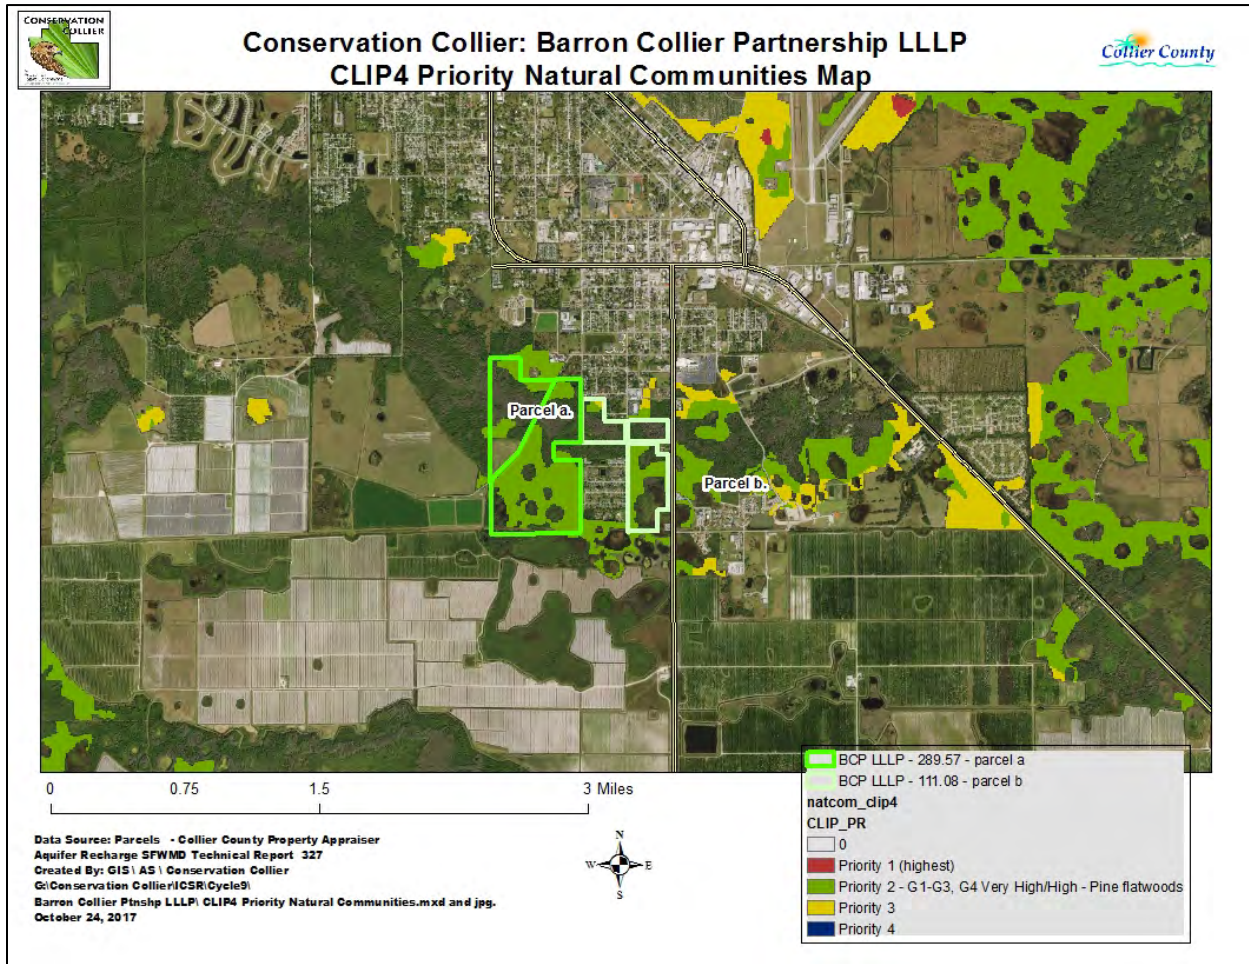 CONSERVATION
COLLIER
Conservation Collier: Barron Collier Partnership LLLP
CLIP4 Priority Natural Communities Map
Collier County
Parcel a.
Parcel b.
BCP LLLP - 289.57 - parcel a
BCP LLLP - 111.08 - parcel b
natcom_clip4
CLIP_PR
0
Priority 1 (highest)
Priority 2 - G1-G3, G4 Very High/High - Pine flatwoods
Priority 3
Priority 4
0 0.75 1.5 3 Miles
Data Source: Parcels - Collier County Property Appraiser
Aquifer Recharge SFWMD Technical Report 327
Created By: GIS \ AS \ Conservation Collier
G:\Conservation Collier\ICSR\Cycle9\
Barron Collier Ptnshp LLLP\ CLIP4 Priority Natural Communities.mxd and jpg.
October 24, 2017
N
W E
S